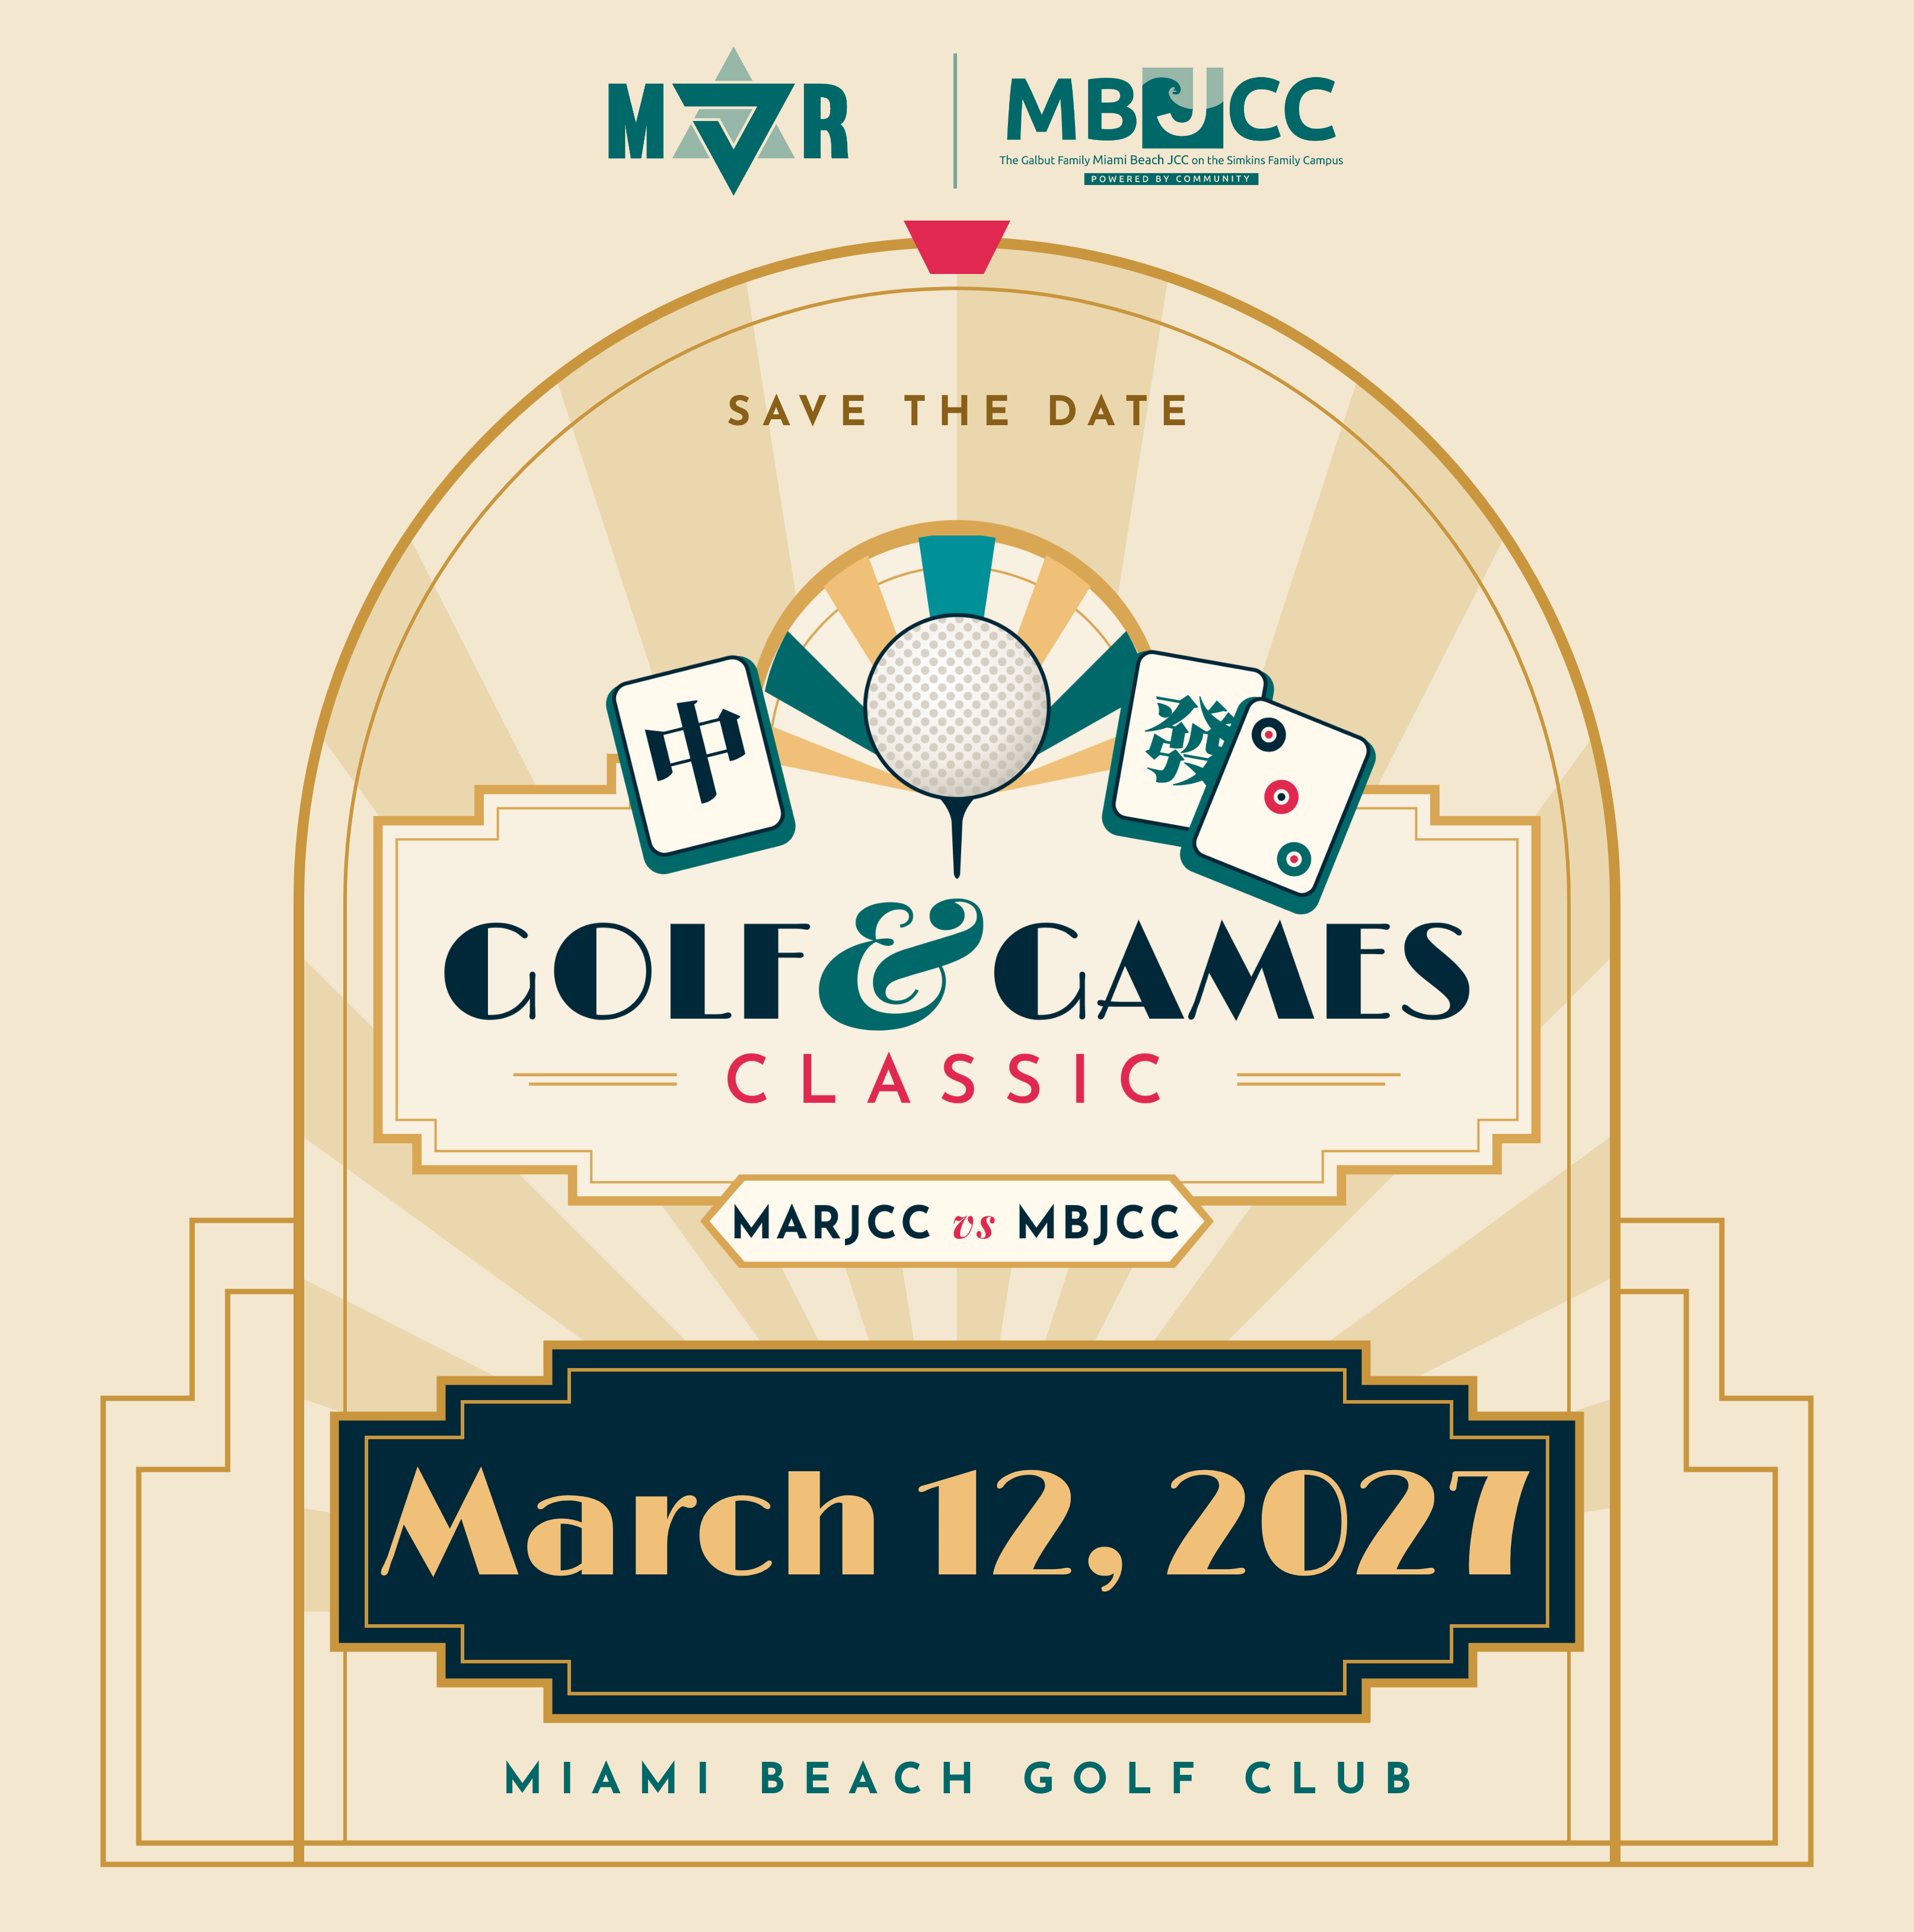 MAR
MBJCC
The Galbut Family Miami Beach JCC on the Simkins Family Campus
POWERED BY COMMUNITY
SAVE THE DATE
中
發
GOLF & GAMES
CLASSIC
MARJCC vs MBJCC
March 12, 2027
MIAMI BEACH GOLF CLUB